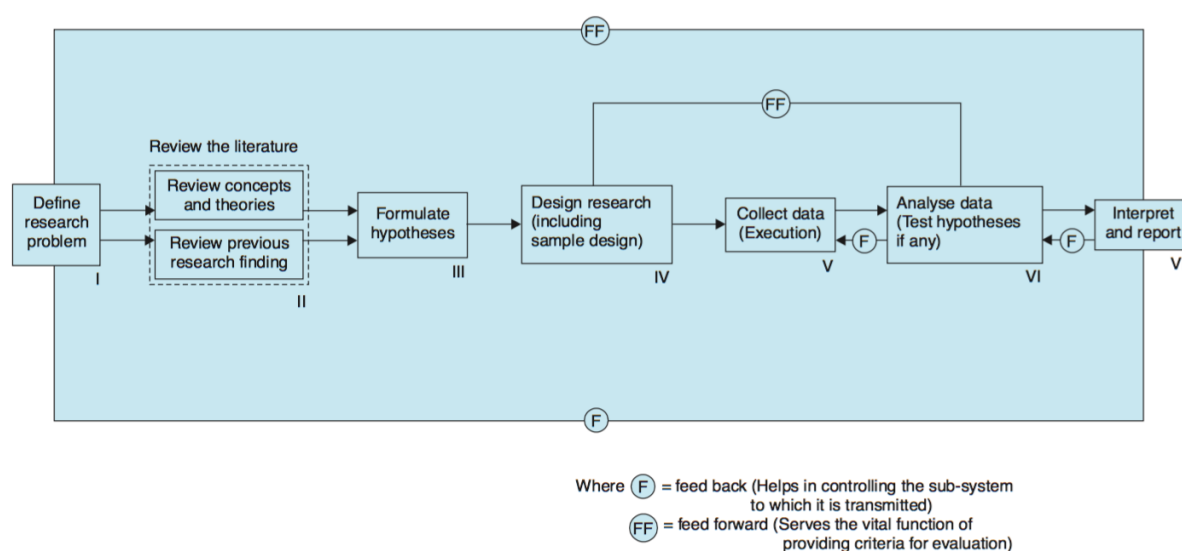 FF
FF
Review the literature
Define
research
problem
I
Review concepts
and theories
Review previous
research finding
II
Formulate
hypotheses
III
Design research
(including
sample design)
IV
Collect data
(Execution)
V
F
Analyse data
(Test hypotheses
if any)
VI
F
Interpret
and report
V
F
Where F = feed back (Helps in controlling the sub-system
to which it is transmitted)
FF = feed forward (Serves the vital function of
providing criteria for evaluation)